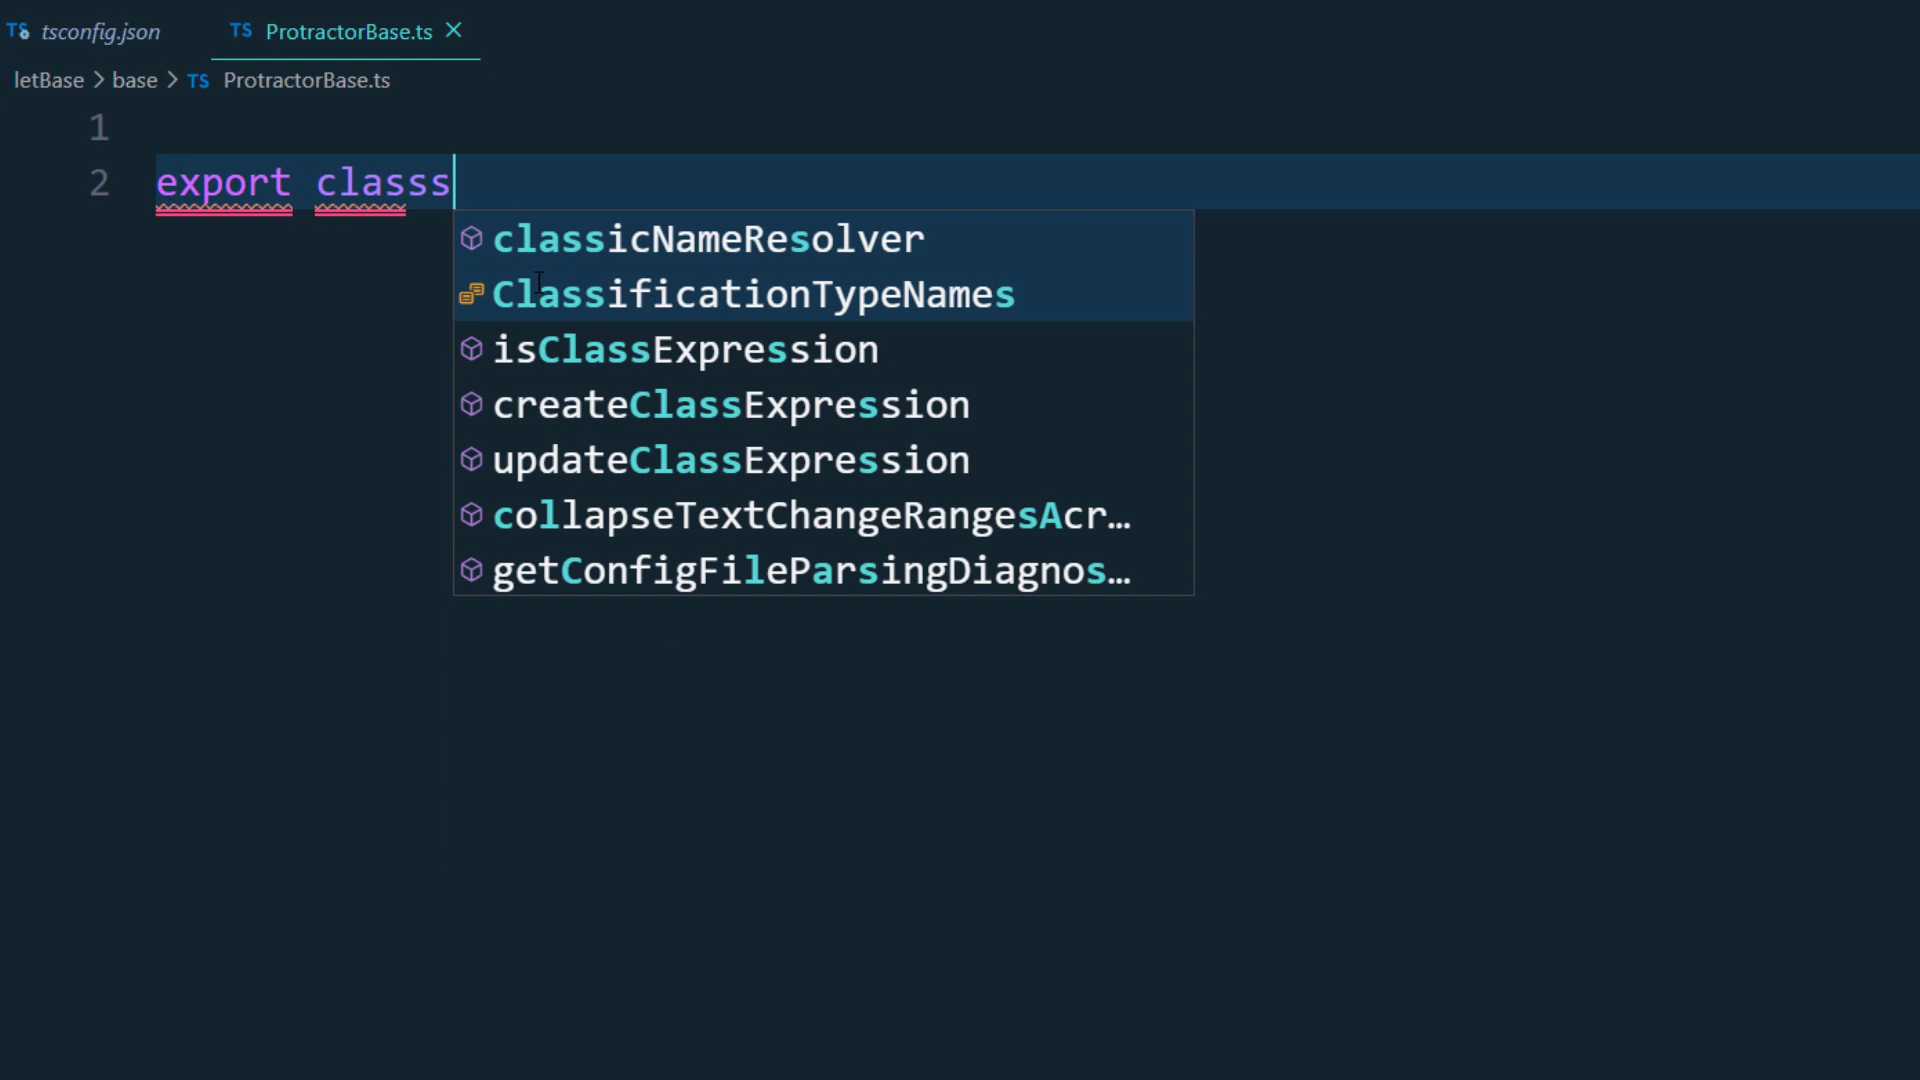 TS tsconfig.json TS ProtractorBase.ts
letBase > base > TS ProtractorBase.ts
1
2 export classs
classicNameResolver
ClassificationTypeNames
isClassExpression
createClassExpression
updateClassExpression
collapseTextChangeRangesAcr…
getConfigFileParsingDiagnos…